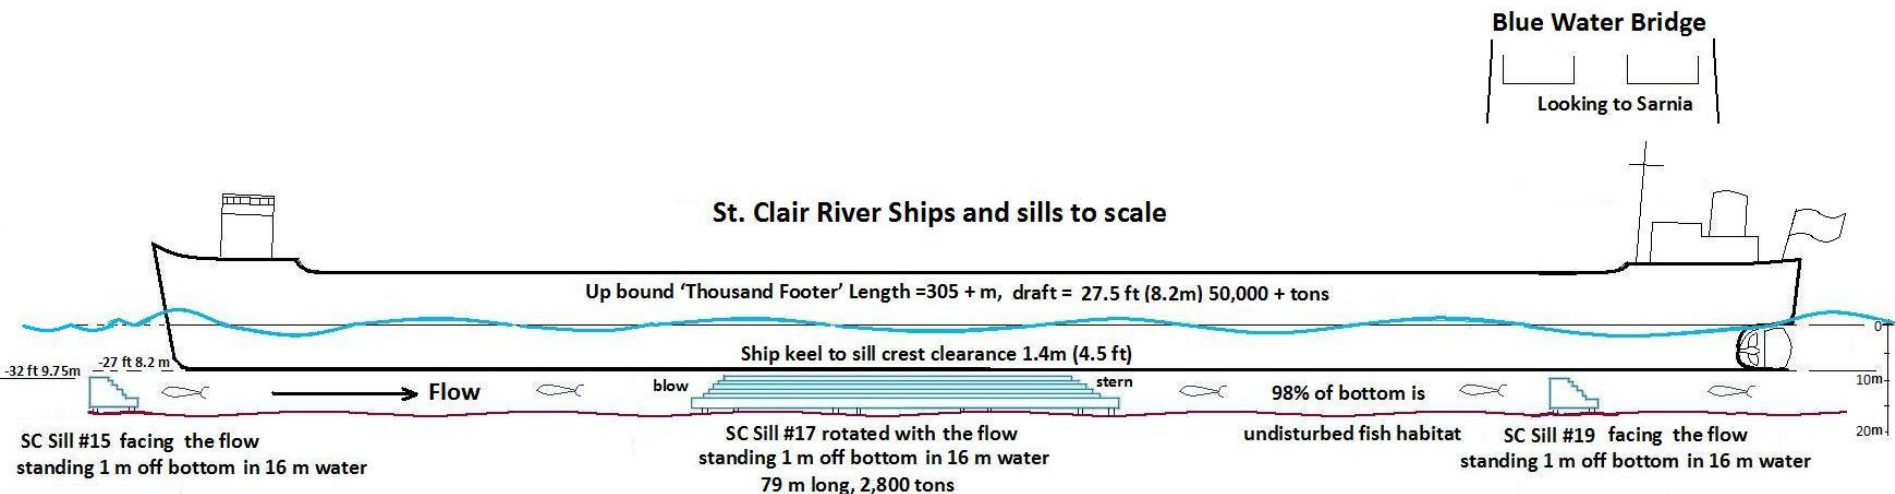 Blue Water Bridge
Looking to Sarnia
St. Clair River Ships and sills to scale
Up bound ‘Thousand Footer’ Length =305 + m, draft = 27.5 ft (8.2m) 50,000 + tons
0
Ship keel to sill crest clearance 1.4m (4.5 ft)
-32 ft 9.75m
-27 ft 8.2 m
Flow
blow
stern
98% of bottom is
undisturbed fish habitat
10m
20m
SC Sill #15 facing the flow
standing 1 m off bottom in 16 m water
SC Sill #17 rotated with the flow
standing 1 m off bottom in 16 m water
79 m long, 2,800 tons
SC Sill #19 facing the flow
standing 1 m off bottom in 16 m water